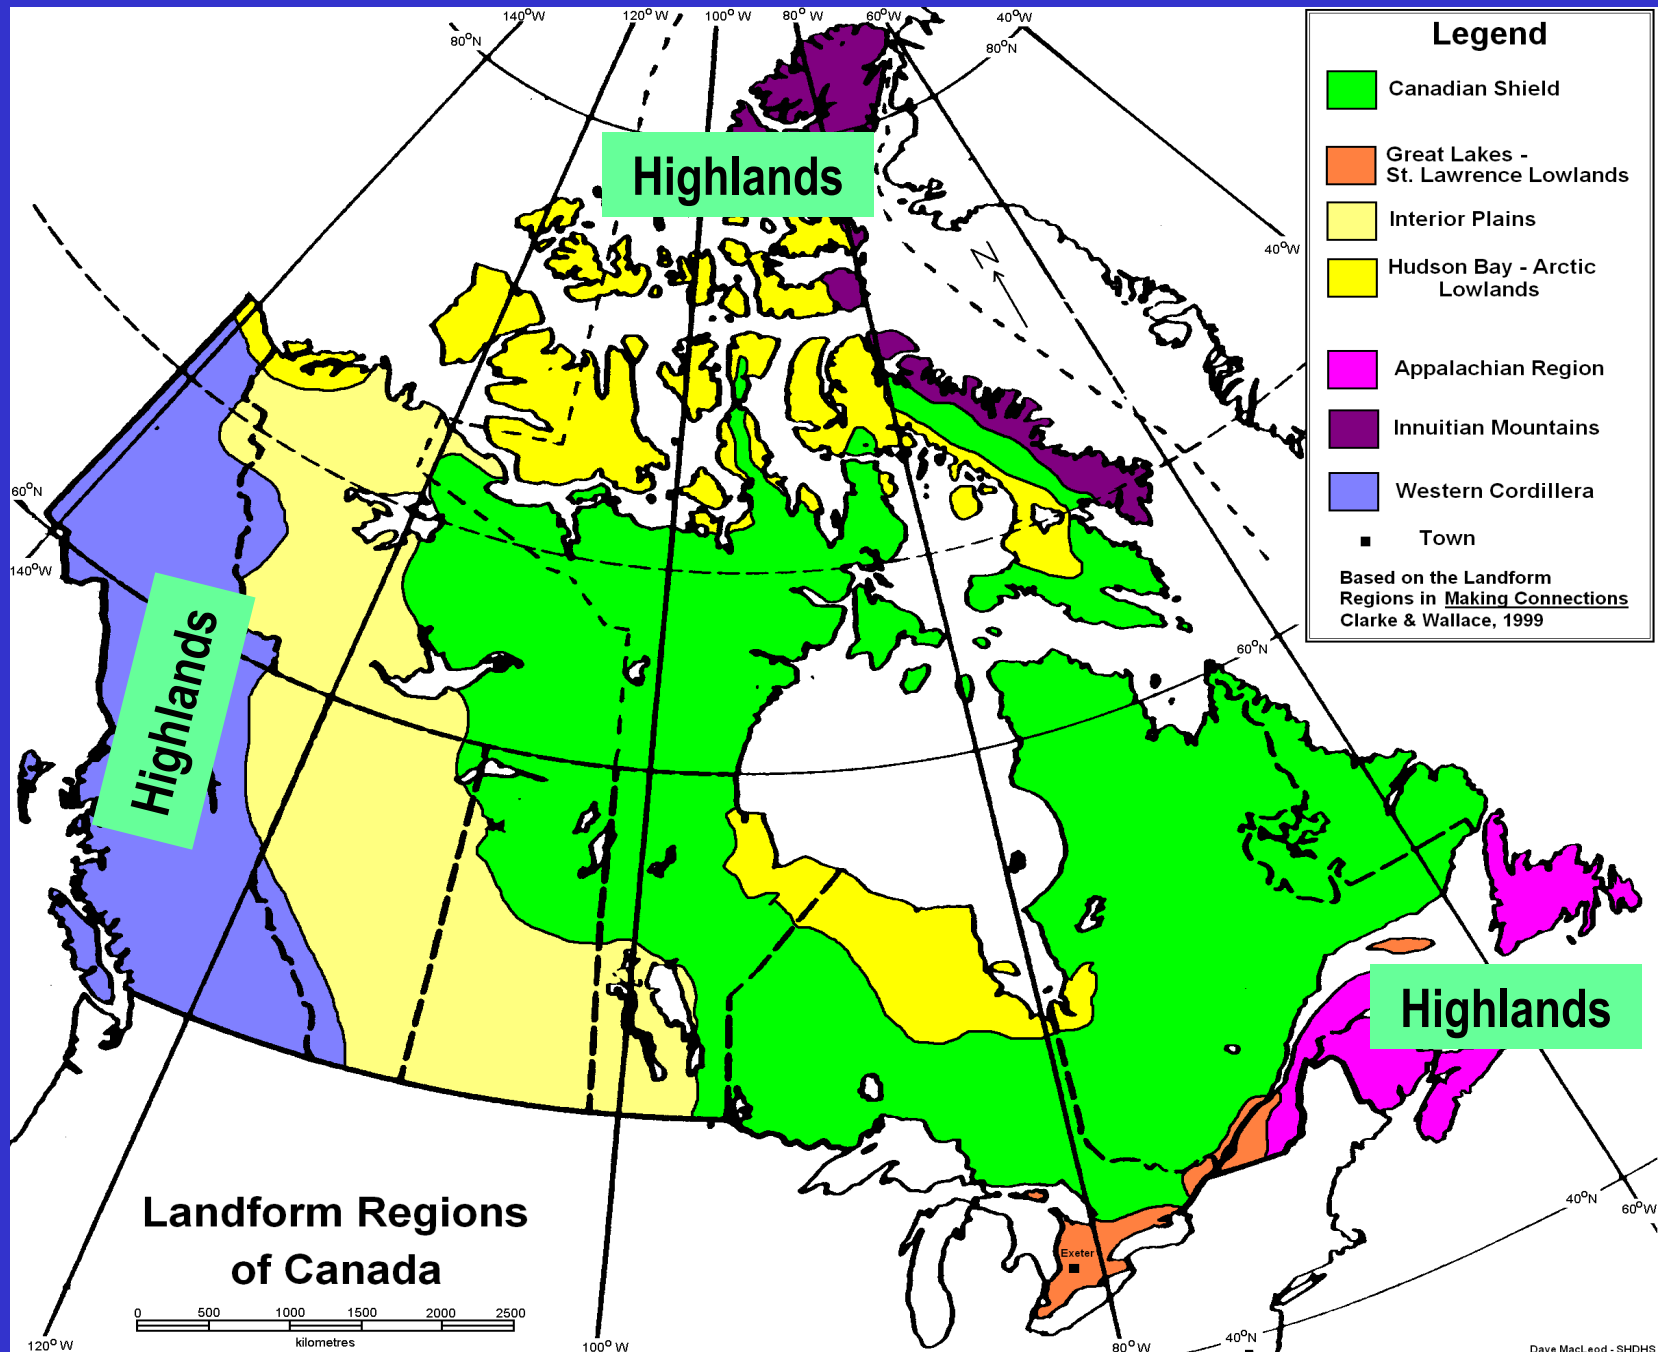 140°W
120°W
100°W
80°W
60°W
40°W
80°N
80°N
Legend
Canadian Shield
Great Lakes -
St. Lawrence Lowlands
Interior Plains
Hudson Bay - Arctic
Lowlands
Appalachian Region
Innuitian Mountains
Western Cordillera
Town
Based on the Landform
Regions in Making Connections
Clarke & Wallace, 1999
Highlands
40°W
N
60°N
140°W
Highlands
60°N
Highlands
Landform Regions
of Canada
0 500 1000 1500 2000 2500
kilometres
Exeter
40°N
60°W
120°W
100°W
80°W
40°N
Dave MacLeod - SHDHS